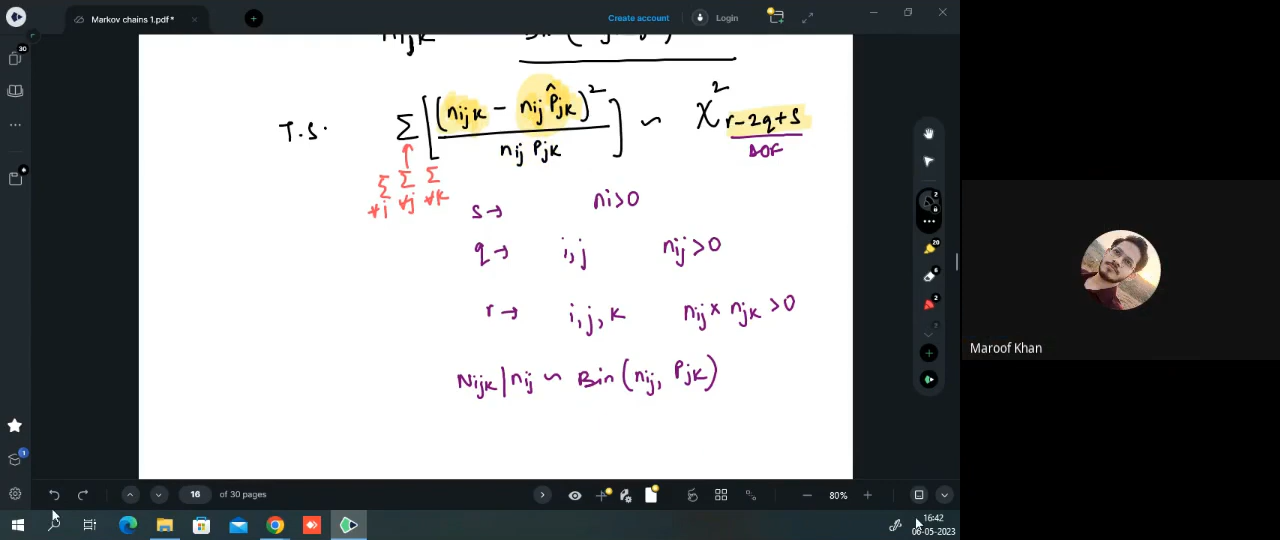 Markov chains 1.pdf*
Create account
Login
Nijk
T.S. Σ [(nij k - nij P̂jk)² / nij Pjk] ~ χ² r-2q+s
DOF
Σ Σ Σ
∀i ∀j ∀k
s → ni>0
q → i,j nij>0
r → i,j,k nij x njk >0
Nijk|nij ~ Bin(nij, Pjk)
Maroof Khan
16 of 30 pages
80%
16:42
06-05-2023